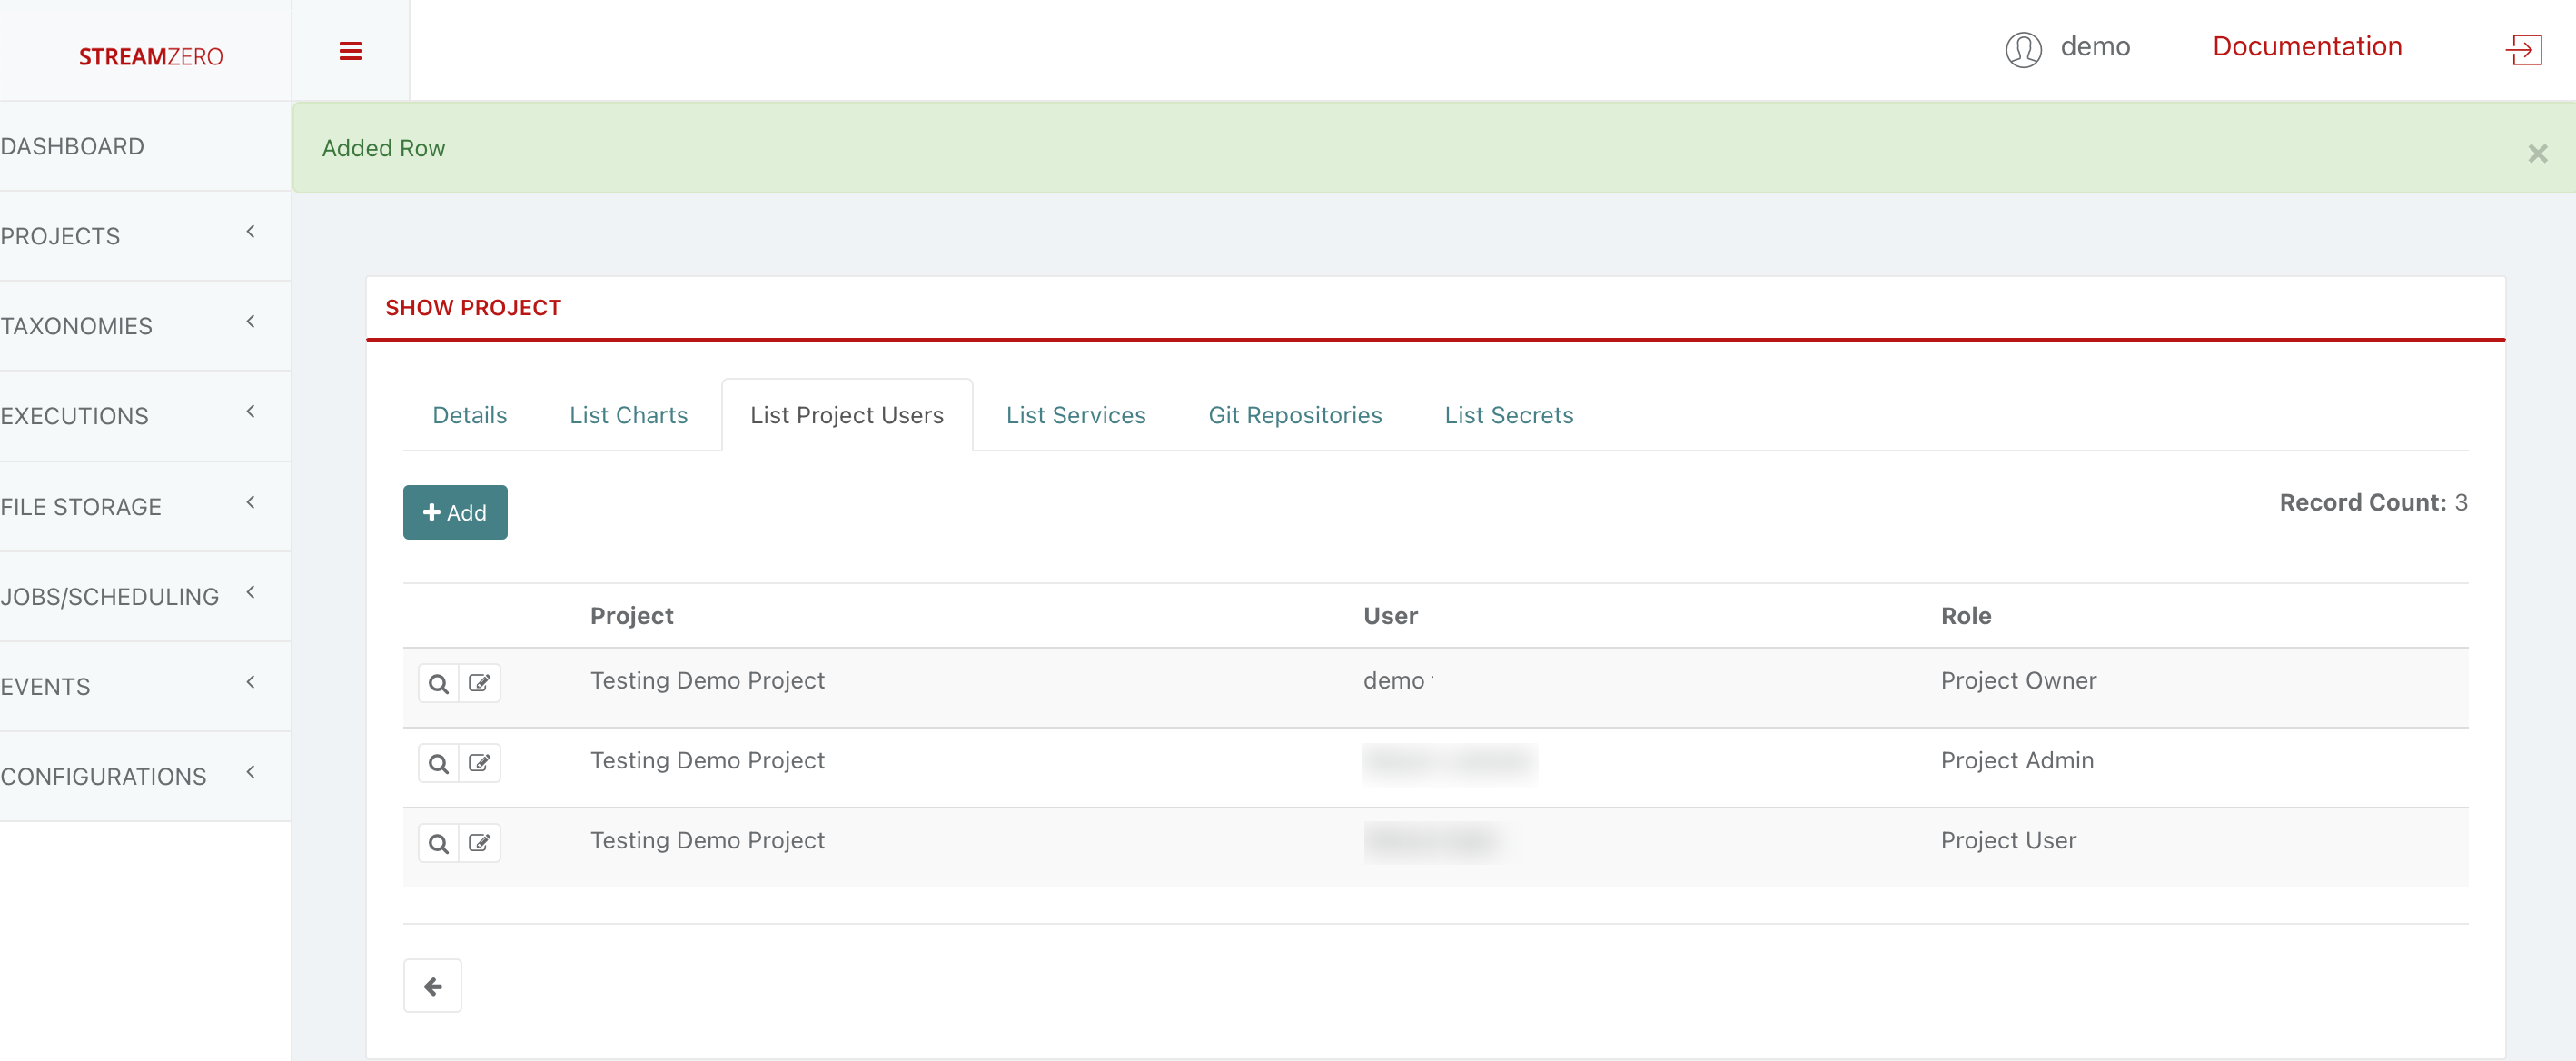 STREAMZERO
demo
Documentation
DASHBOARD
PROJECTS
TAXONOMIES
EXECUTIONS
FILE STORAGE
JOBS/SCHEDULING
EVENTS
CONFIGURATIONS
Added Row
×
SHOW PROJECT
Details List Charts List Project Users List Services Git Repositories List Secrets
+ Add
Record Count: 3
Project User Role
Testing Demo Project demo Project Owner
Testing Demo Project Project Admin
Testing Demo Project Project User